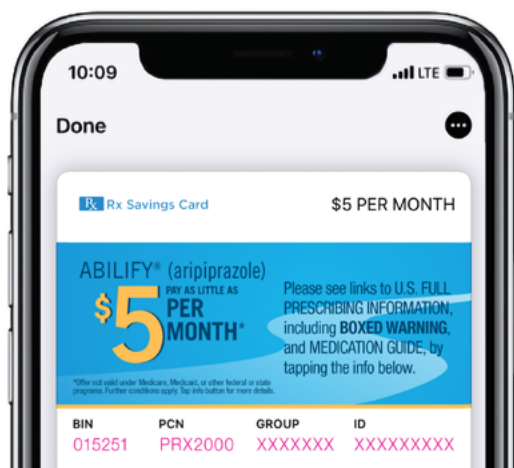 10:09
LTE
Done
Rx Rx Savings Card
$5 PER MONTH
ABILIFY® (aripiprazole)
PAY AS LITTLE AS
$5 PER
MONTH*
Please see links to U.S. FULL
PRESCRIBING INFORMATION,
including BOXED WARNING,
and MEDICATION GUIDE, by
tapping the info below.
*Offer not valid under Medicare, Medicaid, or other federal or state
programs. Further conditions apply. Tap info button for more details.
BIN PCN GROUP ID
015251 PRX2000 XXXXXXX XXXXXXXXX